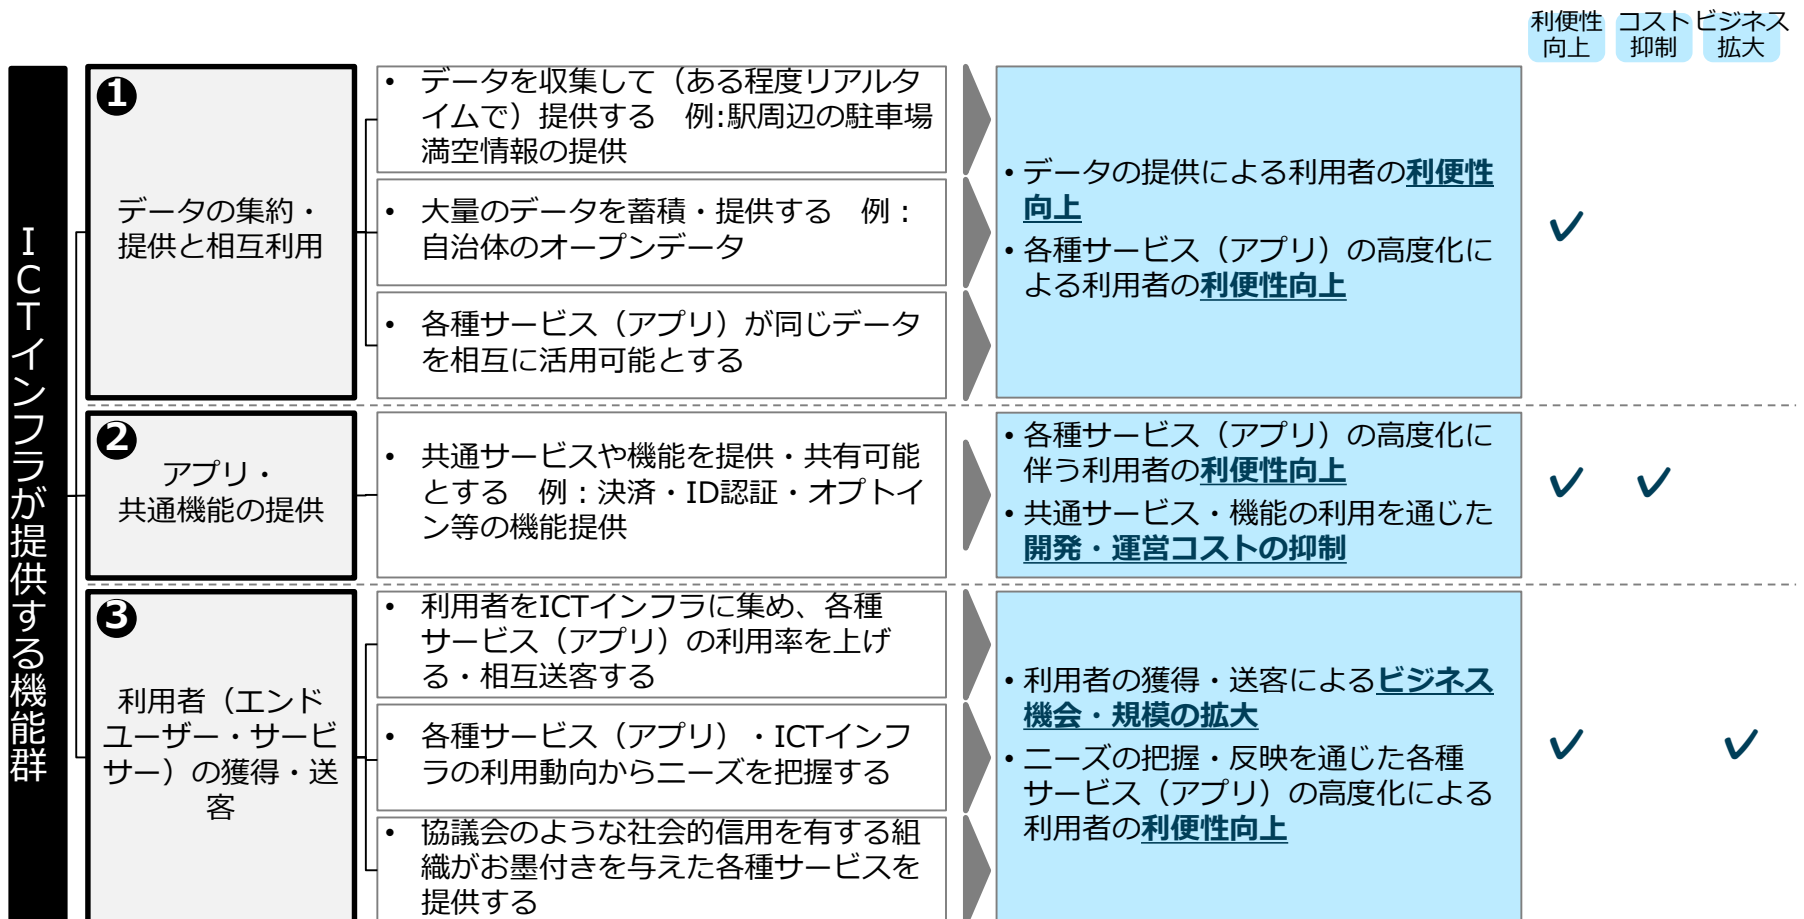 利便性
向上
コスト
抑制
ビジネス
拡大
ICTインフラが提供する機能群
1
データの集約・
提供と相互利用
• データを収集して（ある程度リアルタ
イムで）提供する　例:駅周辺の駐車場
満空情報の提供
• 大量のデータを蓄積・提供する　例：
自治体のオープンデータ
• 各種サービス（アプリ）が同じデータ
を相互に活用可能とする
• データの提供による利用者の利便性
向上
• 各種サービス（アプリ）の高度化に
よる利用者の利便性向上
✓
2
アプリ・
共通機能の提供
• 共通サービスや機能を提供・共有可能
とする　例：決済・ID認証・オプトイ
ン等の機能提供
• 各種サービス（アプリ）の高度化に
伴う利用者の利便性向上
• 共通サービス・機能の利用を通じた
開発・運営コストの抑制
✓ ✓
3
利用者（エンド
ユーザー・サービ
サー）の獲得・送
客
• 利用者をICTインフラに集め、各種
サービス（アプリ）の利用率を上げ
る・相互送客する
• 各種サービス（アプリ）・ICTインフ
ラの利用動向からニーズを把握する
• 協議会のような社会的信用を有する組
織がお墨付きを与えた各種サービスを
提供する
• 利用者の獲得・送客によるビジネス
機会・規模の拡大
• ニーズの把握・反映を通じた各種
サービス（アプリ）の高度化による
利用者の利便性向上
✓ ✓